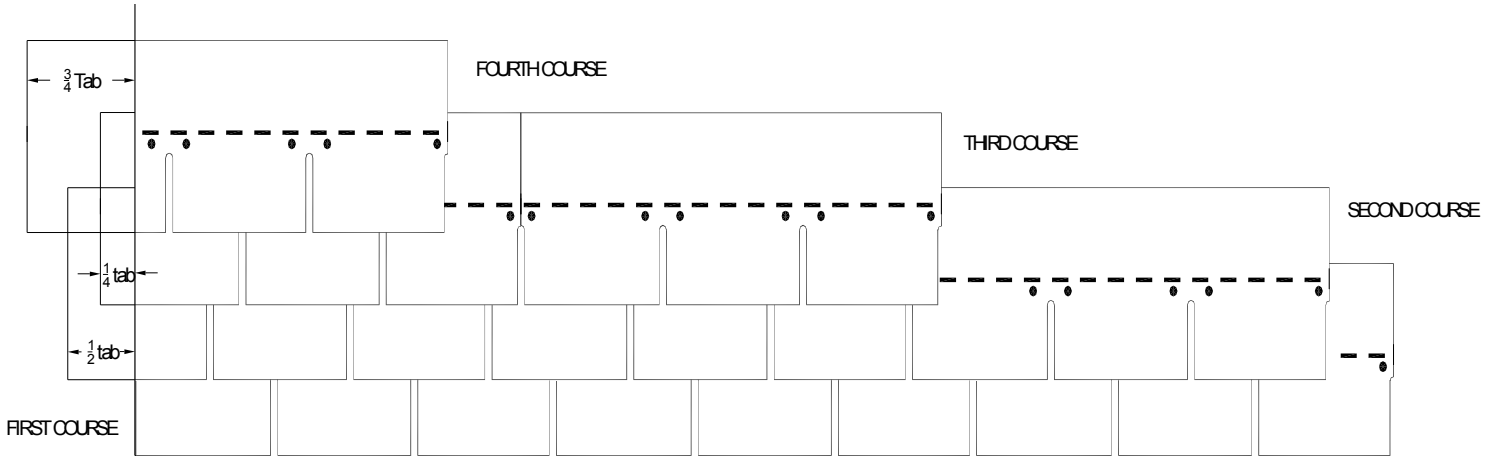 3/4 Tab
FOURTH COURSE
THIRD COURSE
SECOND COURSE
1/4 tab
1/2 tab
FIRST COURSE